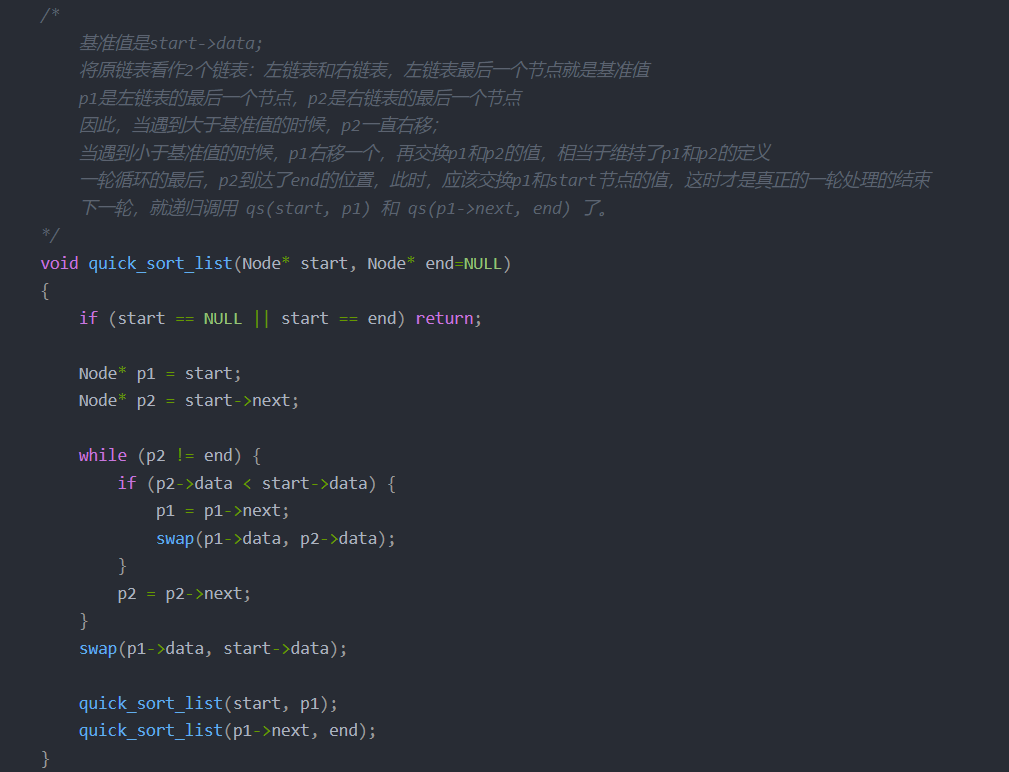 /*
基准值是start->data;
将原链表看作2个链表：左链表和右链表，左链表最后一个节点就是基准值
p1是左链表的最后一个节点，p2是右链表的最后一个节点
因此，当遇到大于基准值的时候，p2一直右移；
当遇到小于基准值的时候，p1右移一个，再交换p1和p2的值，相当于维持了p1和p2的定义
一轮循环的最后，p2到达了end的位置，此时，应该交换p1和start节点的值，这时才是真正的一轮处理的结束
下一轮，就递归调用 qs(start, p1) 和 qs(p1->next, end) 了。
*/
void quick_sort_list(Node* start, Node* end=NULL)
{
if (start == NULL || start == end) return;
Node* p1 = start;
Node* p2 = start->next;
while (p2 != end) {
if (p2->data < start->data) {
p1 = p1->next;
swap(p1->data, p2->data);
}
p2 = p2->next;
}
swap(p1->data, start->data);
quick_sort_list(start, p1);
quick_sort_list(p1->next, end);
}